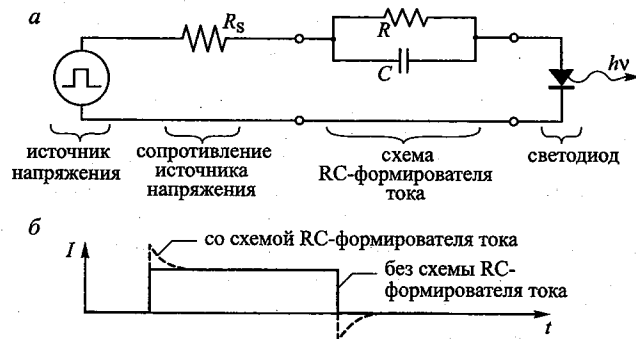 а
Rs
R
C
hν
источник
напряжения
сопротивление
источника
напряжения
схема
RC-формирователя
тока
светодиод
б
I
со схемой RC-формирователя тока
без схемы RC-
формирователя тока
t